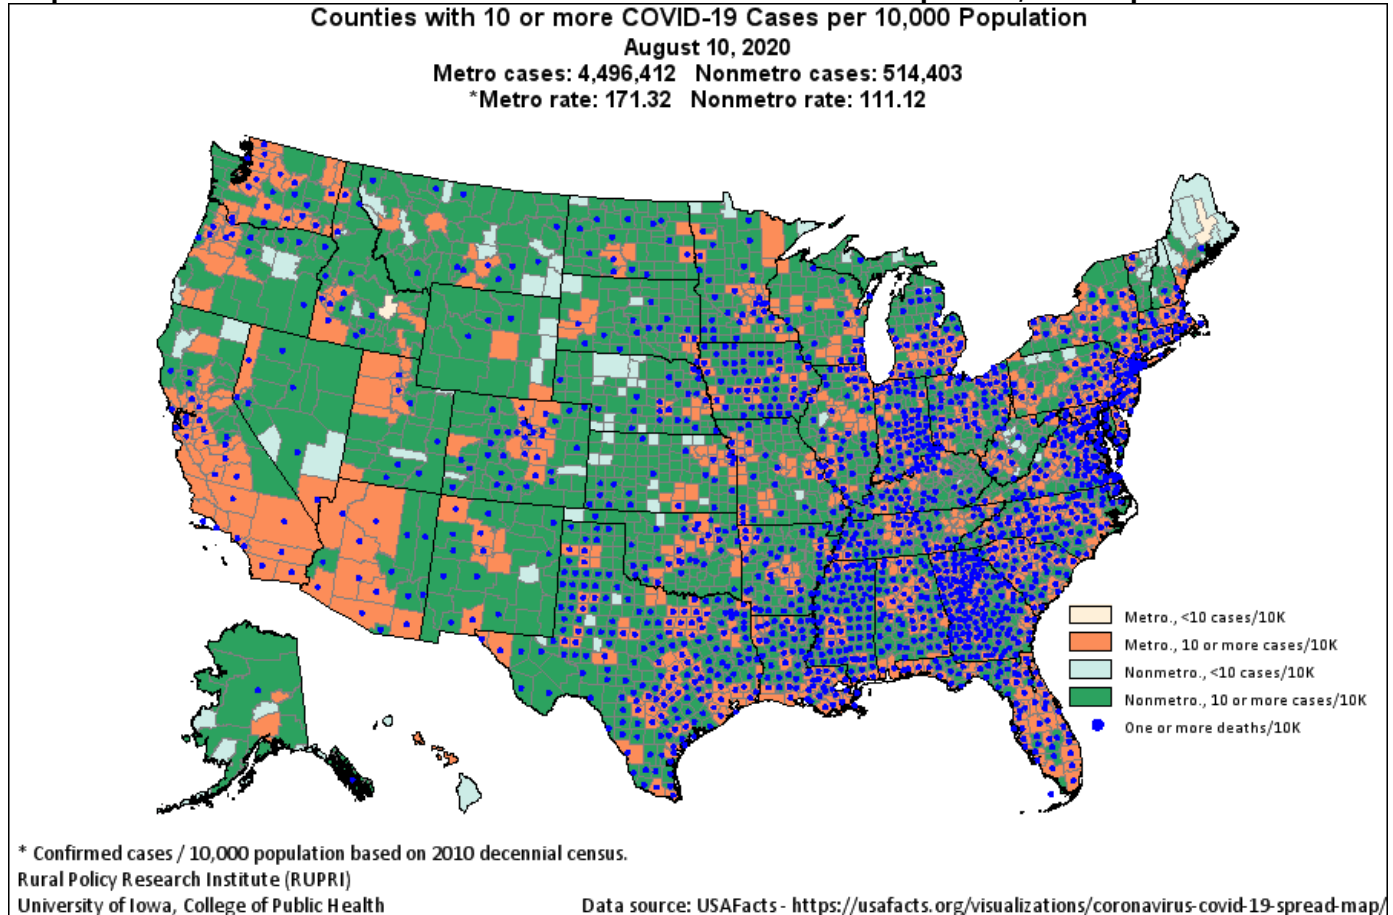 Counties with 10 or more COVID-19 Cases per 10,000 Population
August 10, 2020
Metro cases: 4,496,412 Nonmetro cases: 514,403
*Metro rate: 171.32 Nonmetro rate: 111.12
Metro., <10 cases/10K
Metro., 10 or more cases/10K
Nonmetro., <10 cases/10K
Nonmetro., 10 or more cases/10K
One or more deaths/10K
* Confirmed cases / 10,000 population based on 2010 decennial census.
Rural Policy Research Institute (RUPRI)
University of Iowa, College of Public Health
Data source: USAFacts - https://usafacts.org/visualizations/coronavirus-covid-19-spread-map/